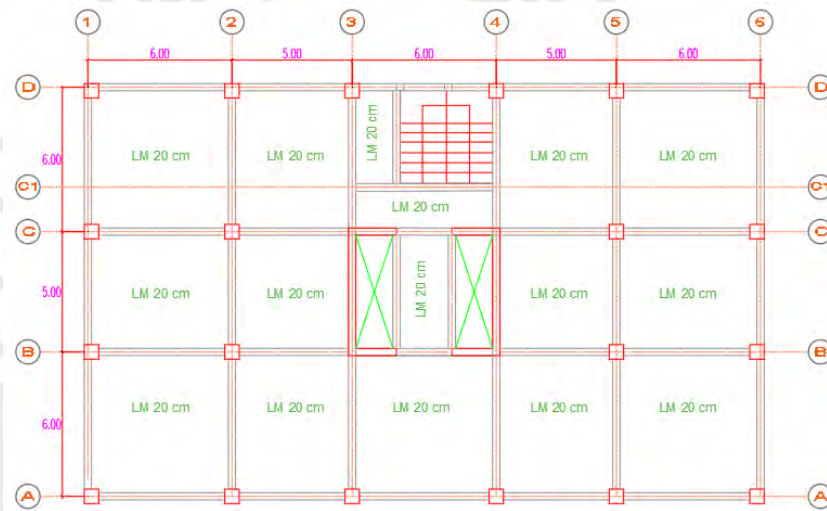 1 2 3 4 5 6
6.00 5.00 6.00 5.00 6.00
D D
LM 20 cm
LM 20 cm LM 20 cm LM 20 cm LM 20 cm
6.00
C1 C1
LM 20 cm
C C
LM 20 cm
5.00 LM 20 cm LM 20 cm LM 20 cm LM 20 cm
B B
LM 20 cm LM 20 cm LM 20 cm LM 20 cm LM 20 cm
6.00
A A